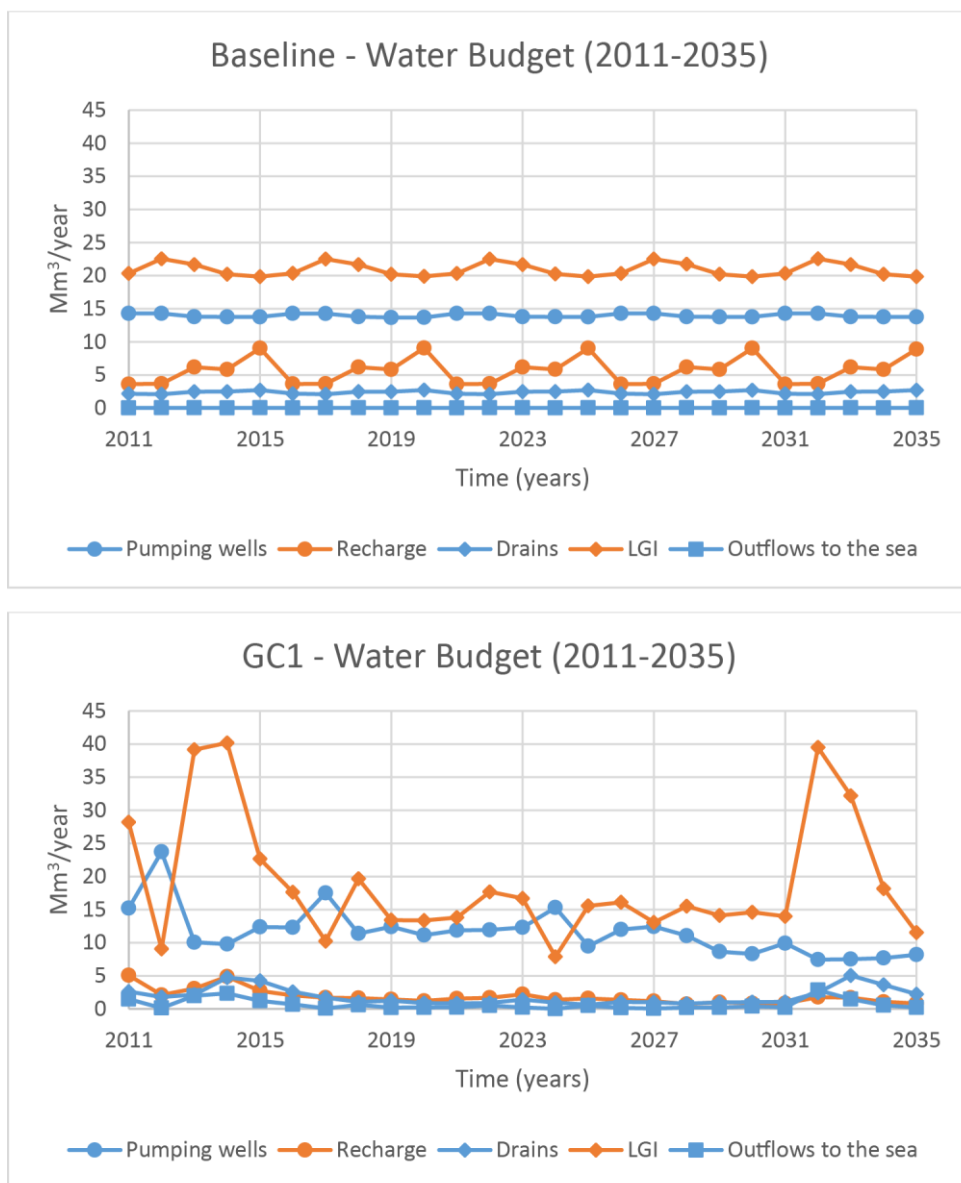 Baseline - Water Budget (2011-2035)
45
40
35
30
25
20
15
10
5
0
Mm³/year
2011 2015 2019 2023 2027 2031 2035
Time (years)
Pumping wells Recharge Drains LGI Outflows to the sea
GC1 - Water Budget (2011-2035)
45
40
35
30
25
20
15
10
5
0
Mm³/year
2011 2015 2019 2023 2027 2031 2035
Time (years)
Pumping wells Recharge Drains LGI Outflows to the sea